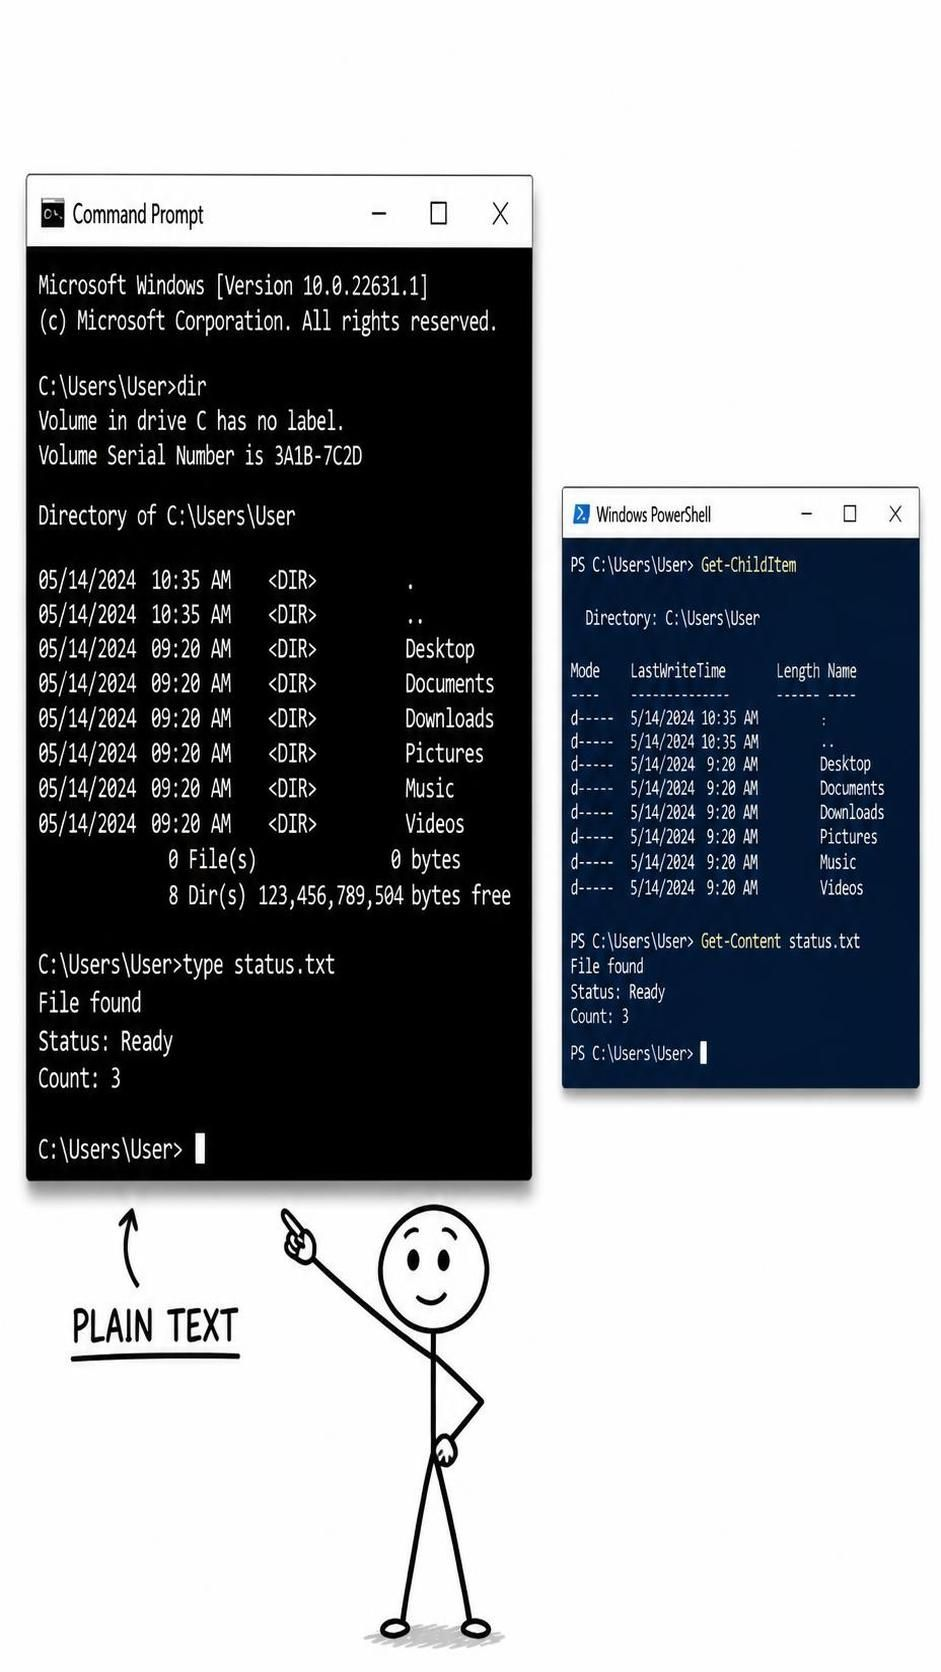 Command Prompt
Microsoft Windows [Version 10.0.22631.1]
(c) Microsoft Corporation. All rights reserved.
C:\Users\User>dir
Volume in drive C has no label.
Volume Serial Number is 3A1B-7C2D
Directory of C:\Users\User
05/14/2024 10:35 AM <DIR> .
05/14/2024 10:35 AM <DIR> ..
05/14/2024 09:20 AM <DIR> Desktop
05/14/2024 09:20 AM <DIR> Documents
05/14/2024 09:20 AM <DIR> Downloads
05/14/2024 09:20 AM <DIR> Pictures
05/14/2024 09:20 AM <DIR> Music
05/14/2024 09:20 AM <DIR> Videos
0 File(s) 0 bytes
8 Dir(s) 123,456,789,504 bytes free
C:\Users\User>type status.txt
File found
Status: Ready
Count: 3
C:\Users\User>
Windows PowerShell
PS C:\Users\User> Get-ChildItem
Directory: C:\Users\User
Mode LastWriteTime Length Name
---- -------------- ------ ----
d----- 5/14/2024 10:35 AM :
d----- 5/14/2024 10:35 AM ..
d----- 5/14/2024 9:20 AM Desktop
d----- 5/14/2024 9:20 AM Documents
d----- 5/14/2024 9:20 AM Downloads
d----- 5/14/2024 9:20 AM Pictures
d----- 5/14/2024 9:20 AM Music
d----- 5/14/2024 9:20 AM Videos
PS C:\Users\User> Get-Content status.txt
File found
Status: Ready
Count: 3
PS C:\Users\User>
PLAIN TEXT